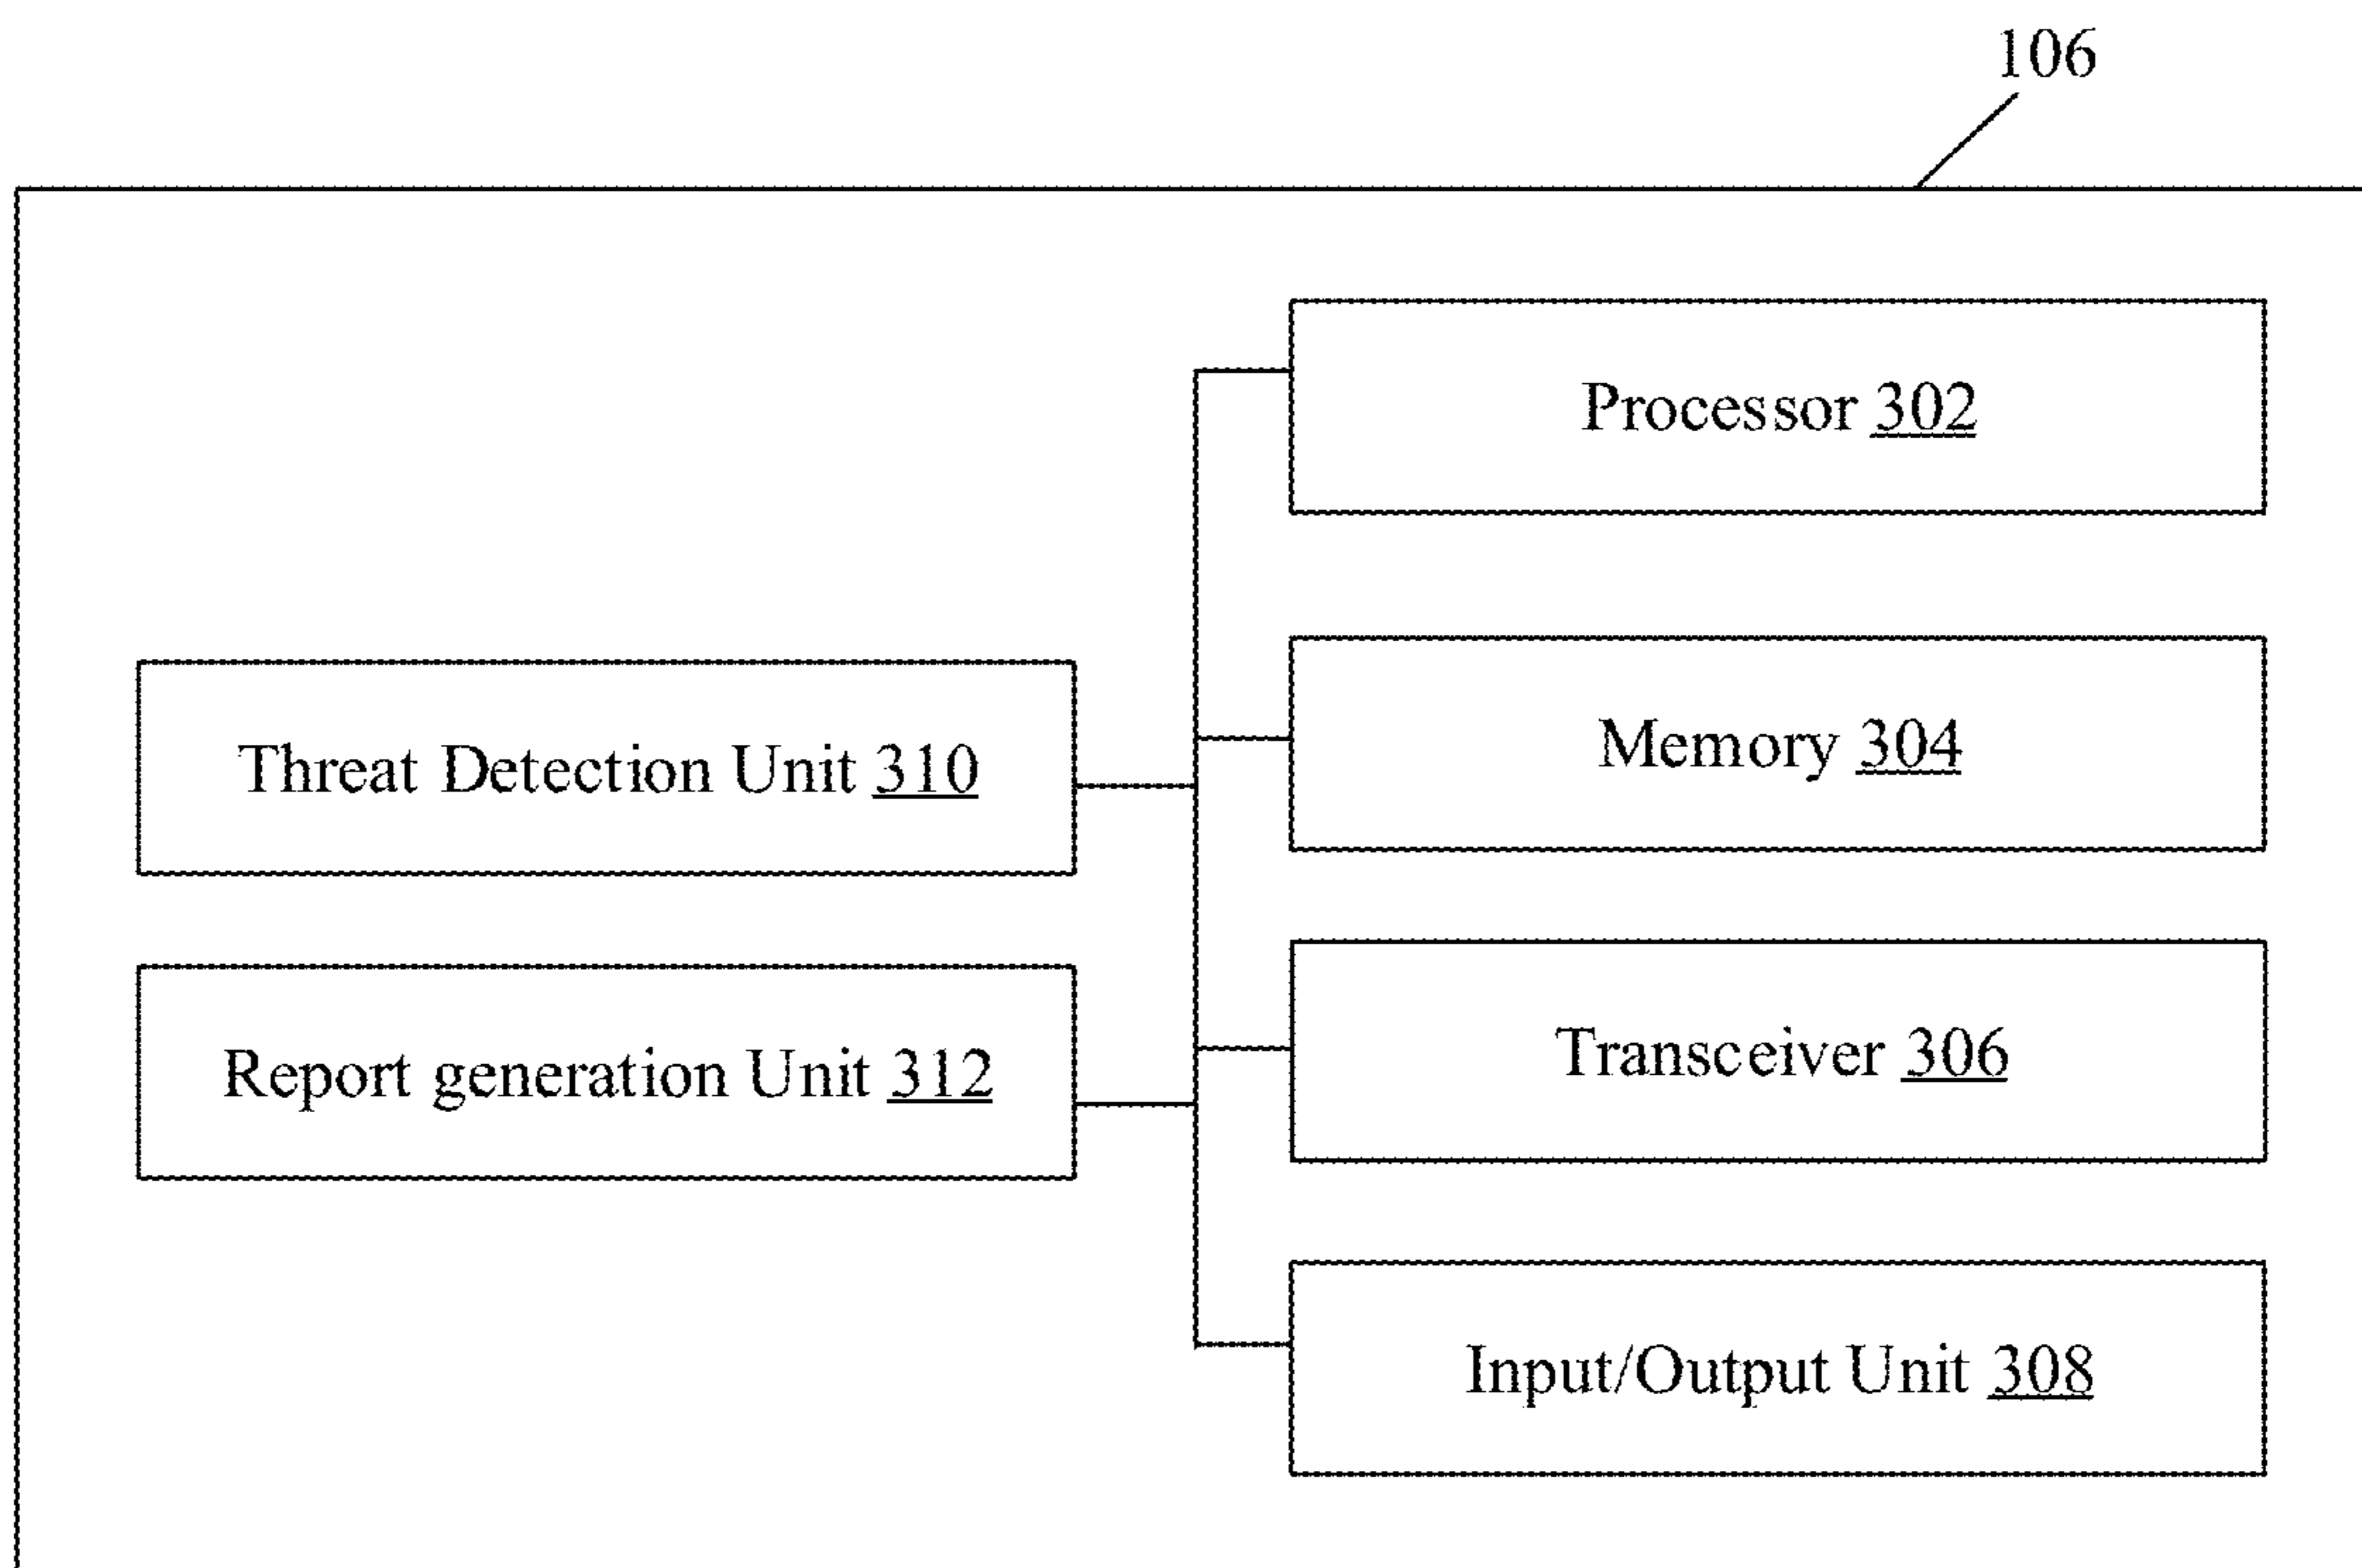 106
Processor 302
Memory 304
Threat Detection Unit 310
Transceiver 306
Report generation Unit 312
Input/Output Unit 308